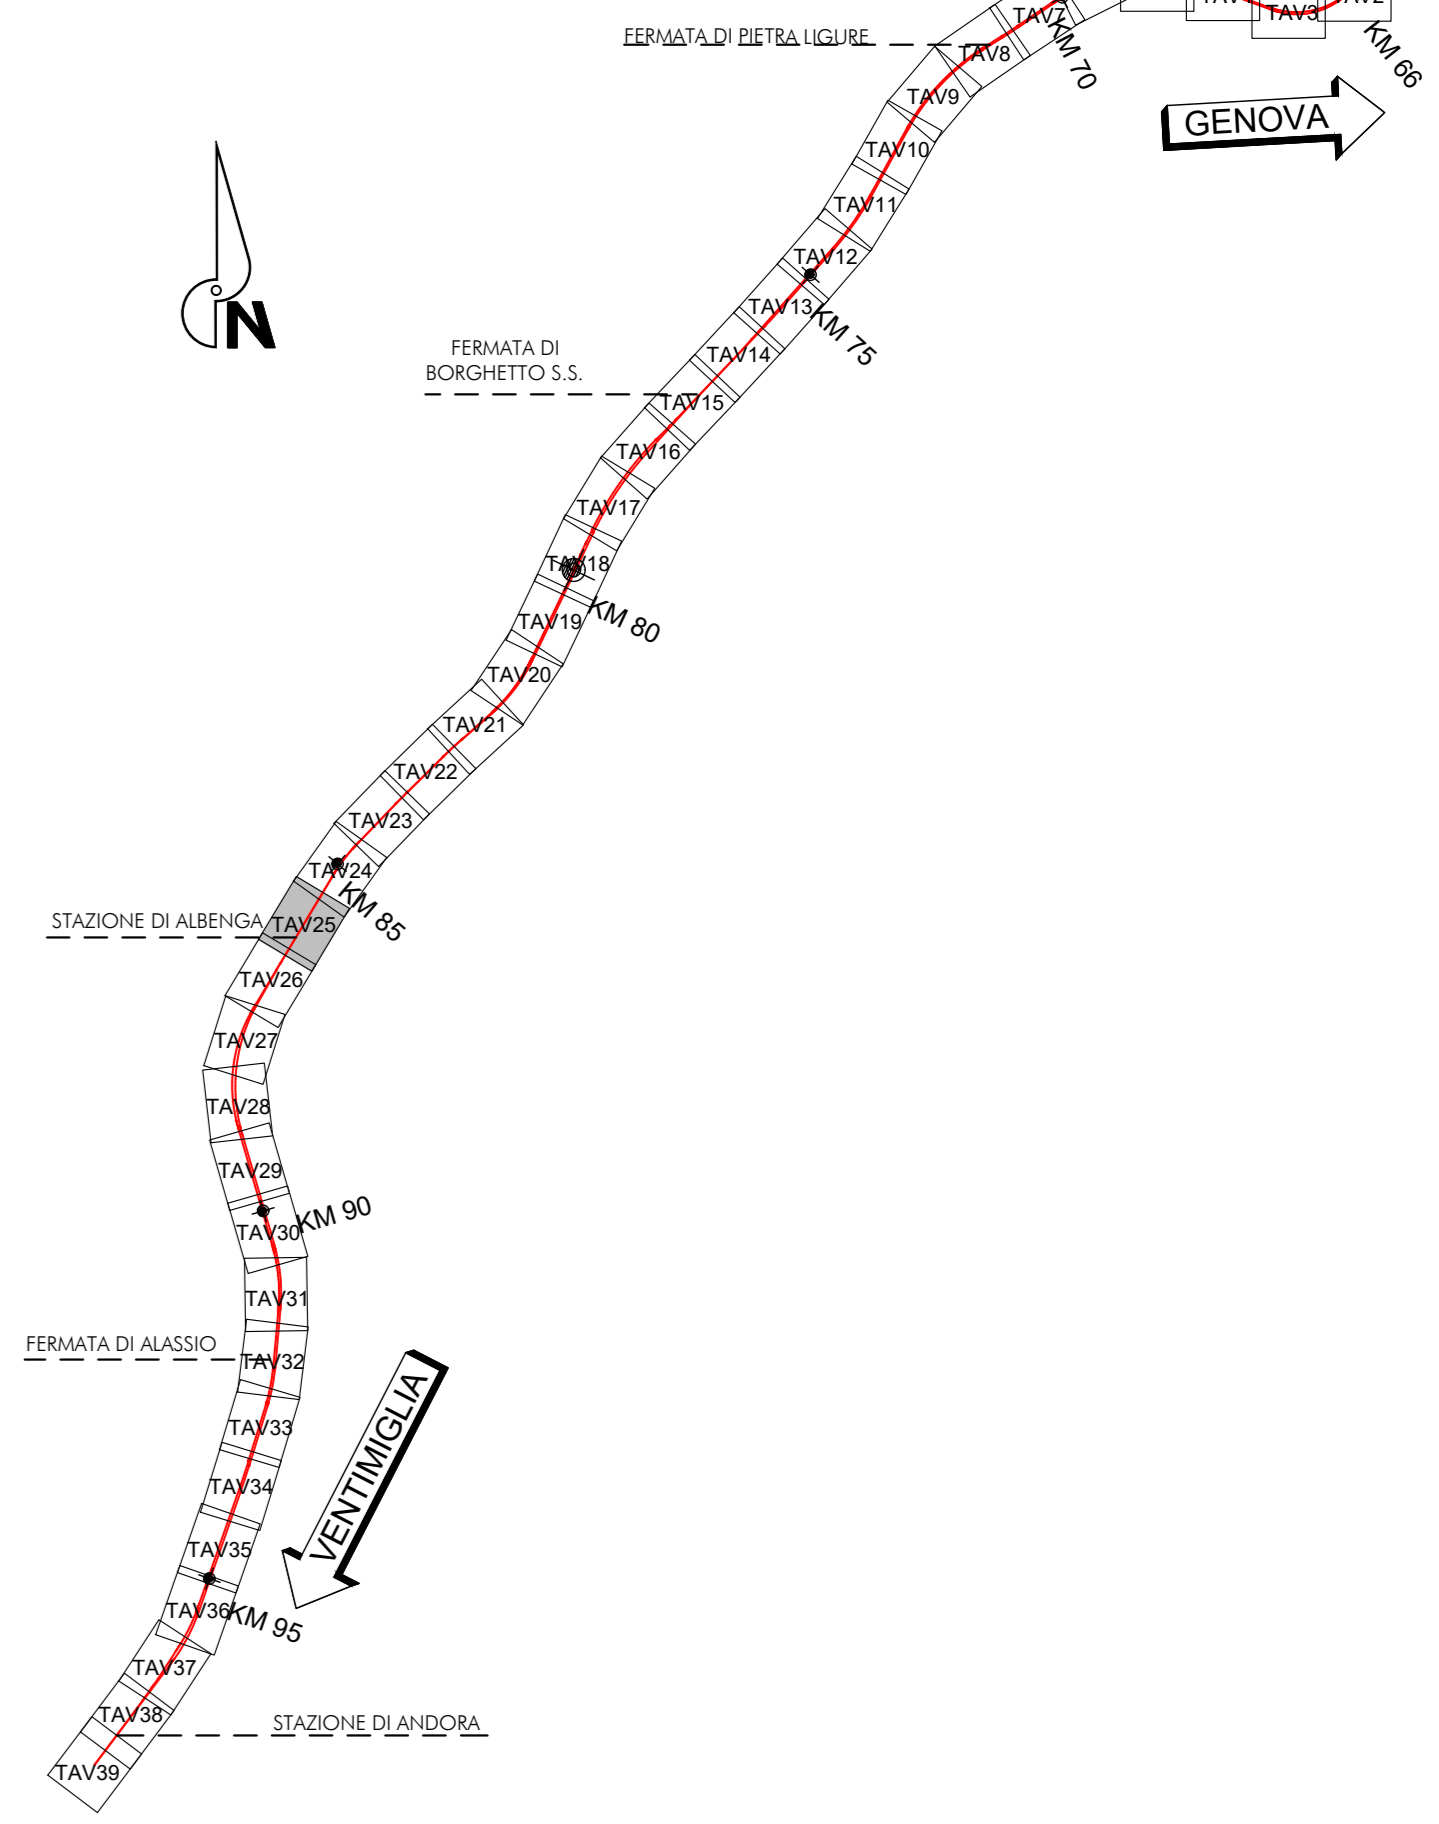 TAV7
TAV3
FERMATA DI PIETRA LIGURE
TAV8
KM 70
KM 66
TAV9
GENOVA
TAV10
TAV11
TAV12
N
TAV13
KM 75
FERMATA DI
BORGHETTO S.S.
TAV14
TAV15
TAV16
TAV17
TAV18
KM 80
TAV19
TAV20
TAV21
TAV22
TAV23
TAV24
KM 85
STAZIONE DI ALBENGA
TAV25
TAV26
TAV27
TAV28
TAV29
KM 90
TAV30
TAV31
FERMATA DI ALASSIO
TAV32
VENTIMIGLIA
TAV33
TAV34
TAV35
TAV36
KM 95
TAV37
TAV38
STAZIONE DI ANDORA
TAV39